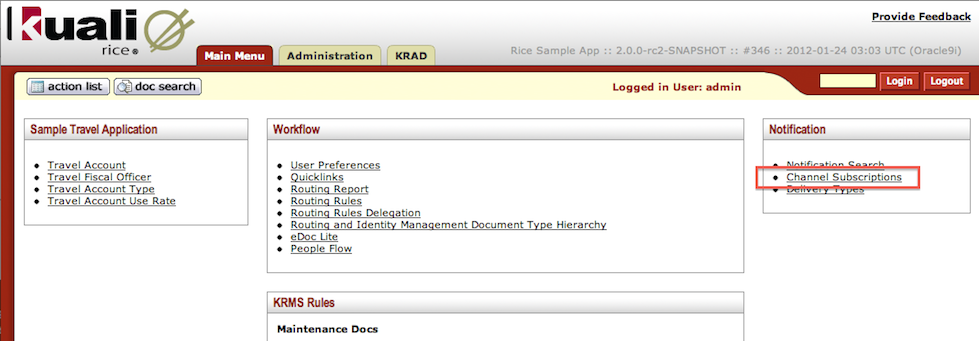 Kuali
rice®
Provide Feedback
Main Menu
Administration
KRAD
Rice Sample App :: 2.0.0-rc2-SNAPSHOT :: #346 :: 2012-01-24 03:03 UTC (Oracle9i)
action list
doc search
Logged in User: admin
Login
Logout
Sample Travel Application
Travel Account
Travel Fiscal Officer
Travel Account Type
Travel Account Use Rate
Workflow
User Preferences
Quicklinks
Routing Report
Routing Rules
Routing Rules Delegation
Routing and Identity Management Document Type Hierarchy
eDoc Lite
People Flow
KRMS Rules
Maintenance Docs
Notification
Notification Search
Channel Subscriptions
Delivery Types